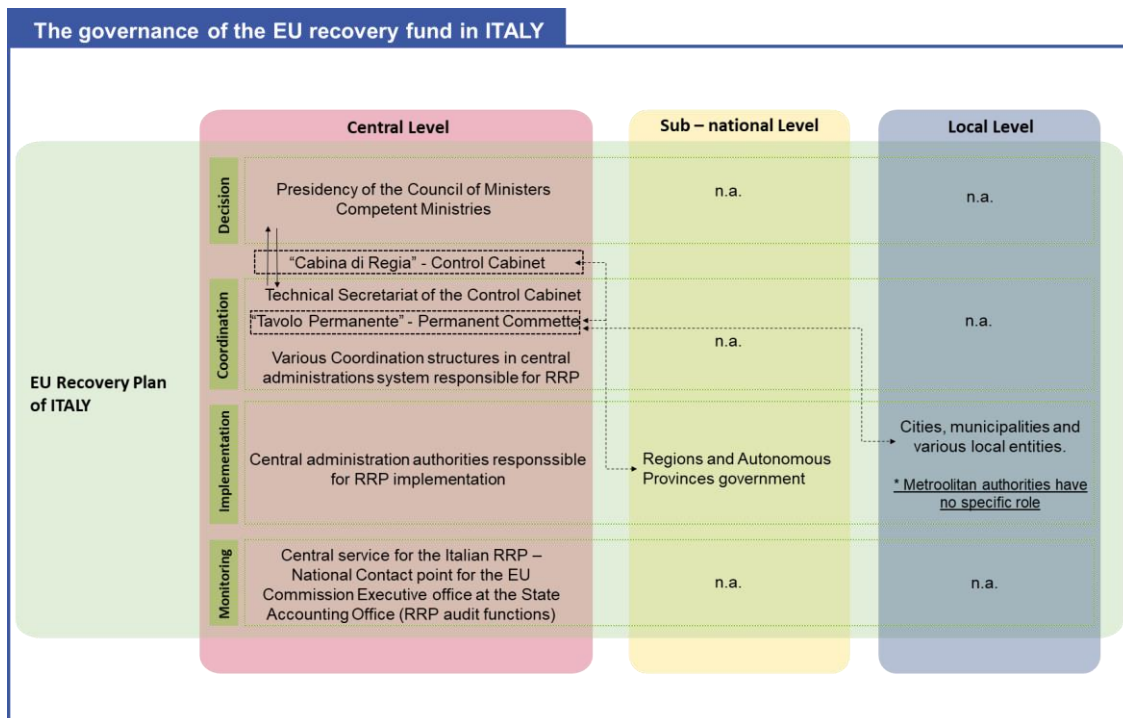 The governance of the EU recovery fund in ITALY
Central Level
Sub – national Level
Local Level
EU Recovery Plan
of ITALY
Decision
Presidency of the Council of Ministers
Competent Ministries
n.a.
n.a.
"Cabina di Regia" - Control Cabinet
Coordination
Technical Secretariat of the Control Cabinet
"Tavolo Permanente" - Permanent Commette
Various Coordination structures in central
administrations system responsible for RRP
n.a.
n.a.
Implementation
Central administration authorities responssible
for RRP implementation
Regions and Autonomous
Provinces government
Cities, municipalities and
various local entities.
* Metroolitan authorities have
no specific role
Monitoring
Central service for the Italian RRP –
National Contact point for the EU
Commission Executive office at the State
Accounting Office (RRP audit functions)
n.a.
n.a.